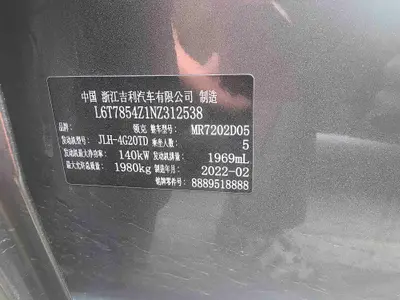 中国 浙江吉利汽车有限公司 制造
L6T7854Z1NZ312538
品牌: 领克 整车型号: MR7202D05
发动机型号: JLH-4G20TD 乘坐人数: 5
发动机最大净功率: 140kW 发动机排量: 1969mL
最大允许总质量: 1980kg 制造年月: 2022-02
铭牌零件号: 8889518888